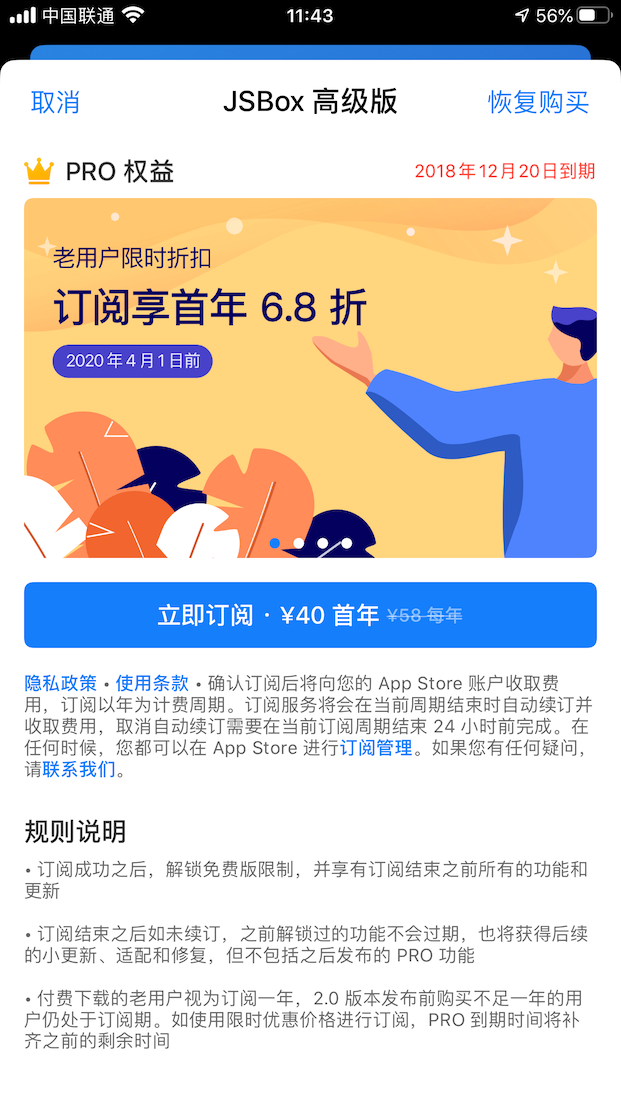 中国联通 11:43 56%
取消 JSBox 高级版 恢复购买
PRO 权益 2018年12月20日到期
老用户限时折扣
订阅享首年 6.8 折
2020年4月1日前
立即订阅 · ¥40 首年 ¥58 每年
隐私政策 • 使用条款 • 确认订阅后将向您的 App Store 账户收取费
用，订阅以年为计费周期。订阅服务将会在当前周期结束时自动续订并
收取费用，取消自动续订需要在当前订阅周期结束 24 小时前完成。在
任何时候，您都可以在 App Store 进行订阅管理。如果您有任何疑问，
请联系我们。
规则说明
• 订阅成功之后，解锁免费版限制，并享有订阅结束之前所有的功能和
更新
• 订阅结束之后如未续订，之前解锁过的功能不会过期，也将获得后续
的小更新、适配和修复，但不包括之后发布的 PRO 功能
• 付费下载的老用户视为订阅一年，2.0 版本发布前购买不足一年的用
户仍处于订阅期。如使用限时优惠价格进行订阅，PRO 到期时间将补
齐之前的剩余时间